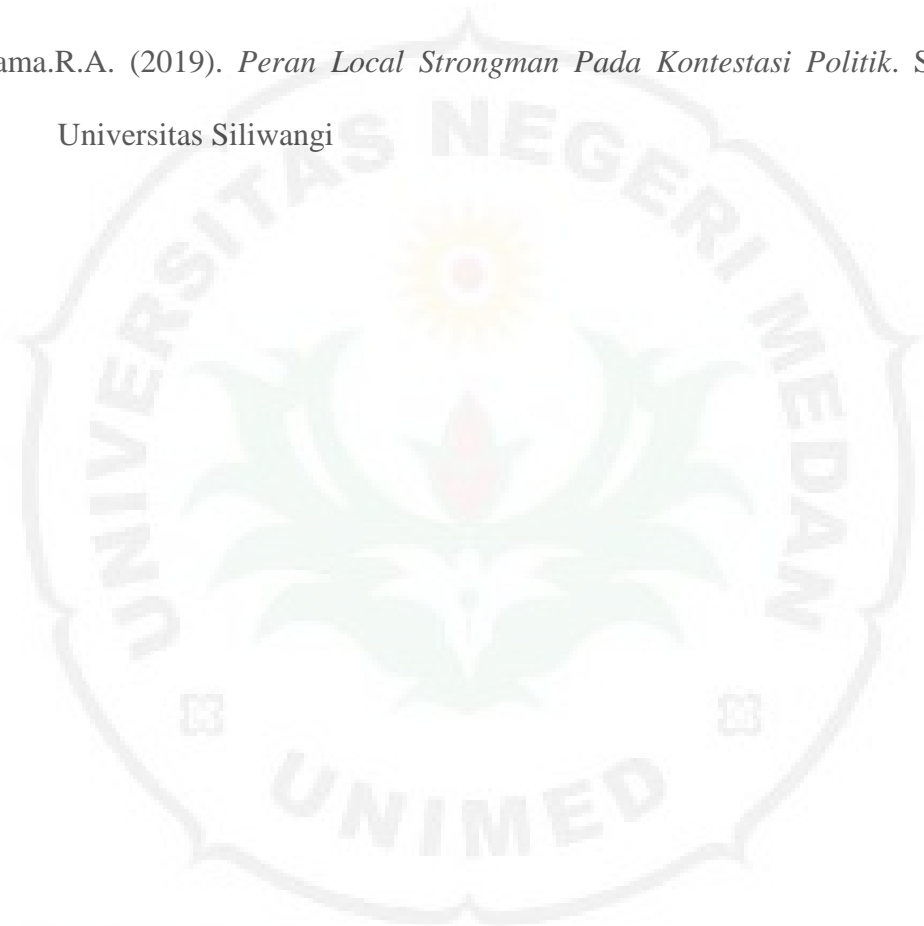 ama.R.A. (2019). Peran Local Strongman Pada Kontestasi Politik. S
Universitas Siliwangi
UNIVERSITAS NEGERI MEDAN
UNIMED